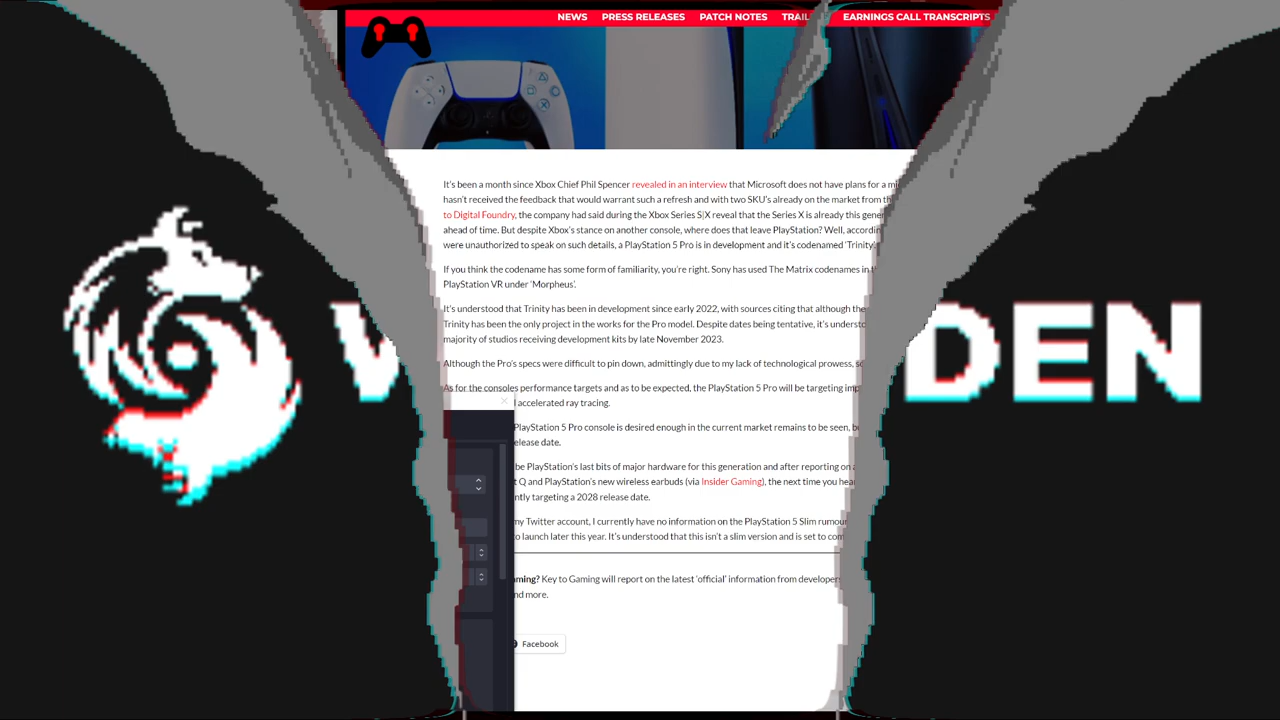 NEWS PRESS RELEASES PATCH NOTES TRAIL EARNINGS CALL TRANSCRIPTS
It's been a month since Xbox Chief Phil Spencer revealed in an interview that Microsoft does not have plans for a mi
hasn't received the feedback that would warrant such a refresh and with two SKU's already on the market from th
to Digital Foundry, the company had said during the Xbox Series S|X reveal that the Series X is already this gener
ahead of time. But despite Xbox's stance on another console, where does that leave PlayStation? Well, accordin
were unauthorized to speak on such details, a PlayStation 5 Pro is in development and it's codenamed 'Trinity'
If you think the codename has some form of familiarity, you're right. Sony has used The Matrix codenames in t
PlayStation VR under 'Morpheus'.
It's understood that Trinity has been in development since early 2022, with sources citing that although the
Trinity has been the only project in the works for the Pro model. Despite dates being tentative, it's understo
majority of studios receiving development kits by late November 2023.
Although the Pro's specs were difficult to pin down, admittingly due to my lack of technological prowess, s
As for the consoles performance targets and as to be expected, the PlayStation 5 Pro will be targeting imp
accelerated ray tracing.
PlayStation 5 Pro console is desired enough in the current market remains to be seen, b
elease date.
be PlayStation's last bits of major hardware for this generation and after reporting on a
t Q and PlayStation's new wireless earbuds (via Insider Gaming), the next time you hea
ntly targeting a 2028 release date.
my Twitter account, I currently have no information on the PlayStation 5 Slim rumour
to launch later this year. It's understood that this isn't a slim version and is set to com
ming? Key to Gaming will report on the latest 'official' information from developers
nd more.
Facebook
V DEN